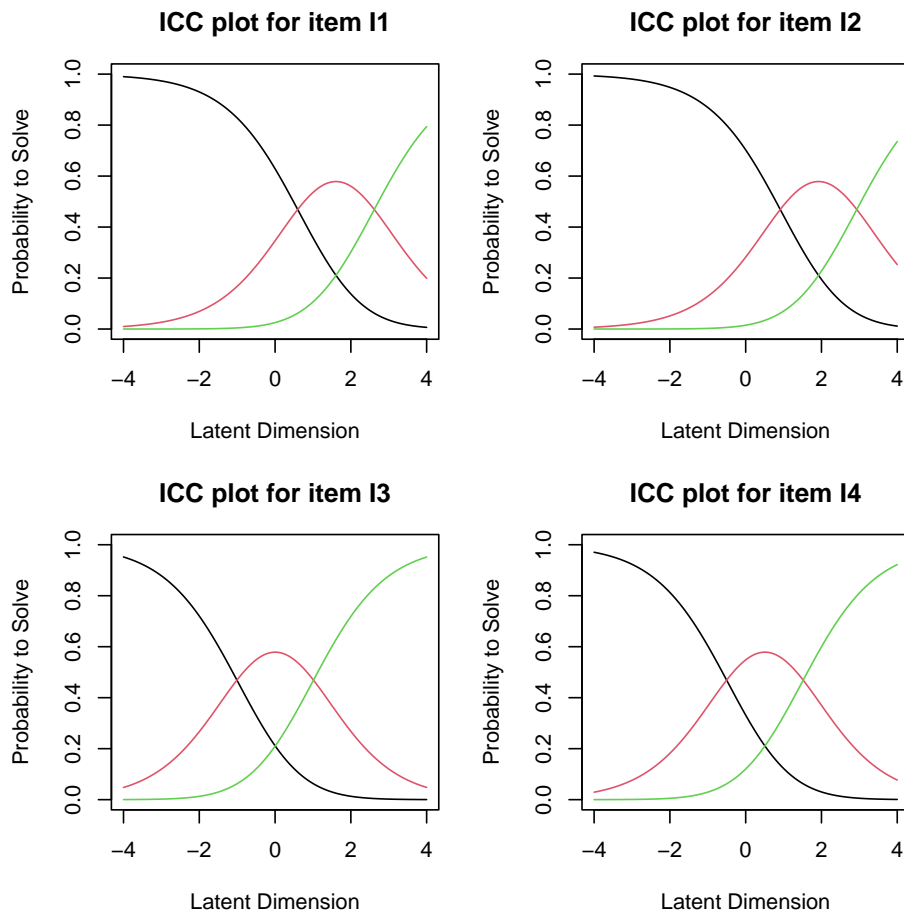 ICC plot for item I1
Probability to Solve
1.0
0.8
0.6
0.4
0.2
0.0
−4 −2 0 2 4
Latent Dimension
ICC plot for item I2
Probability to Solve
1.0
0.8
0.6
0.4
0.2
0.0
−4 −2 0 2 4
Latent Dimension
ICC plot for item I3
Probability to Solve
1.0
0.8
0.6
0.4
0.2
0.0
−4 −2 0 2 4
Latent Dimension
ICC plot for item I4
Probability to Solve
1.0
0.8
0.6
0.4
0.2
0.0
−4 −2 0 2 4
Latent Dimension